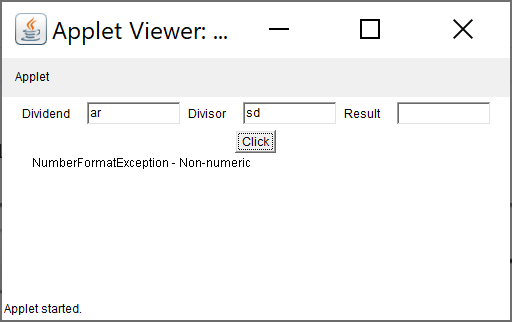 Applet Viewer: ...
Applet
Dividend ar Divisor sd Result
Click
NumberFormatException - Non-numeric
Applet started.